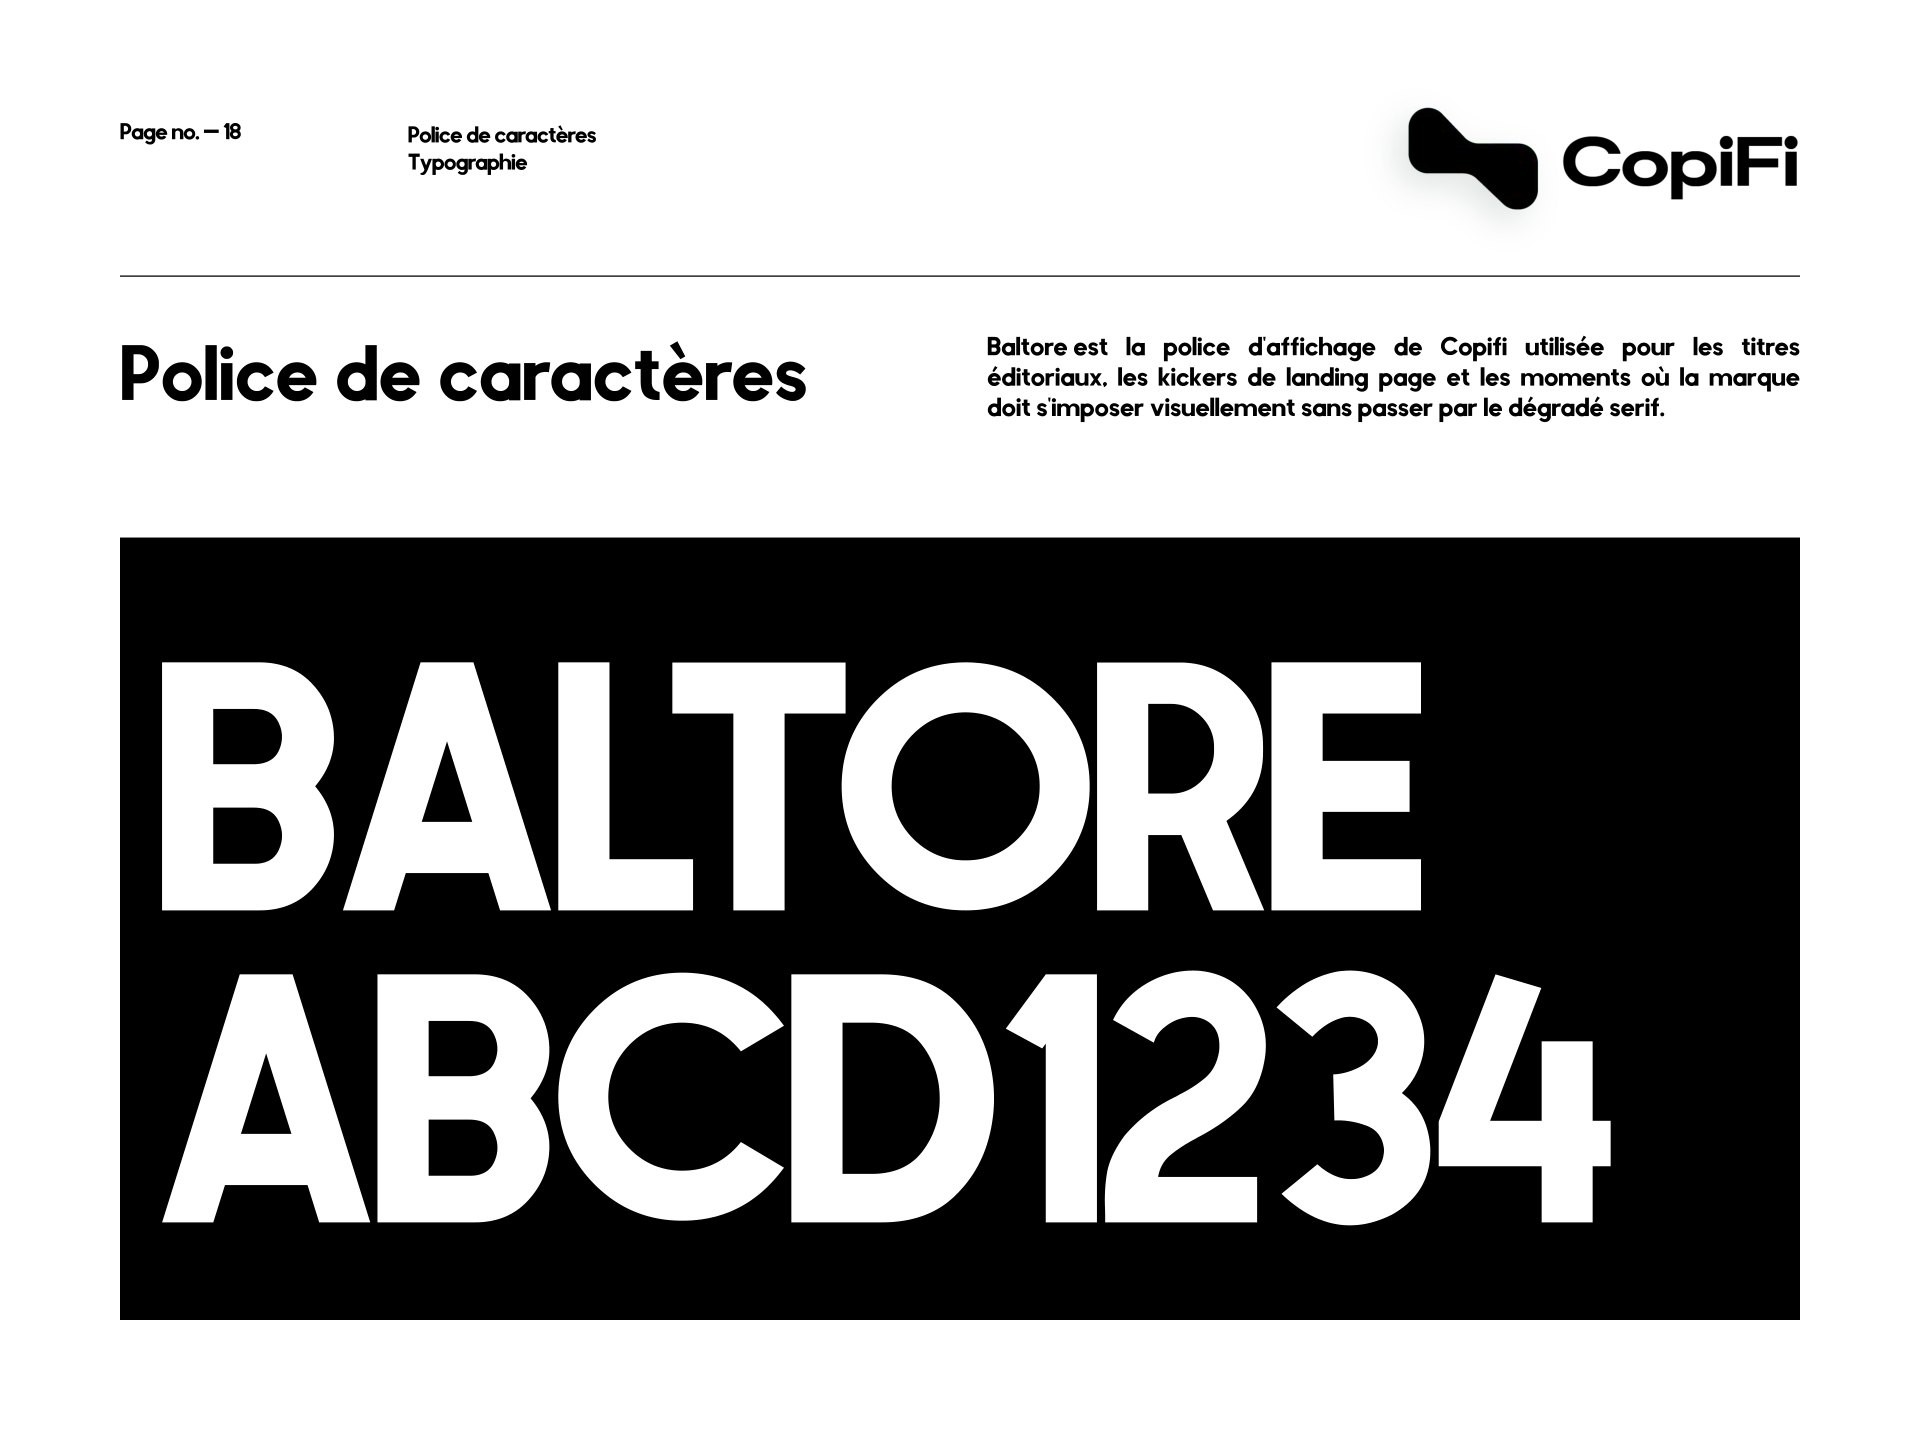 Page no. — 18
Police de caractères
Typographie
CopiFi
Police de caractères
Baltore est la police d'affichage de Copifi utilisée pour les titres
éditoriaux, les kickers de landing page et les moments où la marque
doit s'imposer visuellement sans passer par le dégradé serif.
BALTORE
ABCD1234